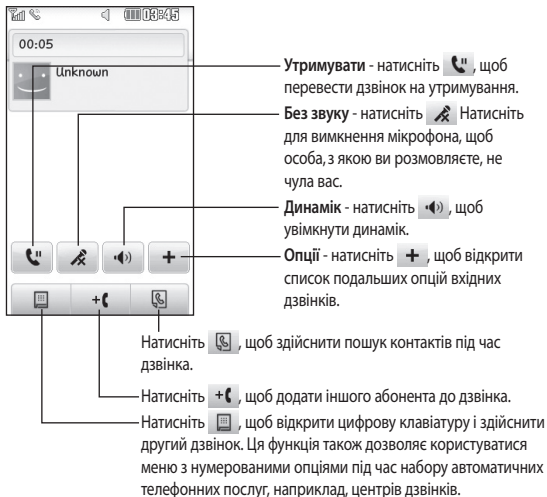 03:45
00:05
Unknown
Утримувати - натисніть , щоб
перевести дзвінок на утримування.
Без звуку - натисніть Натисніть
для вимкнення мікрофона, щоб
особа, з якою ви розмовляєте, не
чула вас.
Динамік - натисніть , щоб
увімкнути динамік.
Опції - натисніть + , щоб відкрити
список подальших опцій вхідних
дзвінків.
Натисніть , щоб здійснити пошук контактів під час
дзвінка.
Натисніть , щоб додати іншого абонента до дзвінка.
Натисніть , щоб відкрити цифрову клавіатуру і здійснити
другий дзвінок. Ця функція також дозволяє користуватися
меню з нумерованими опціями під час набору автоматичних
телефонних послуг, наприклад, центрів дзвінків.